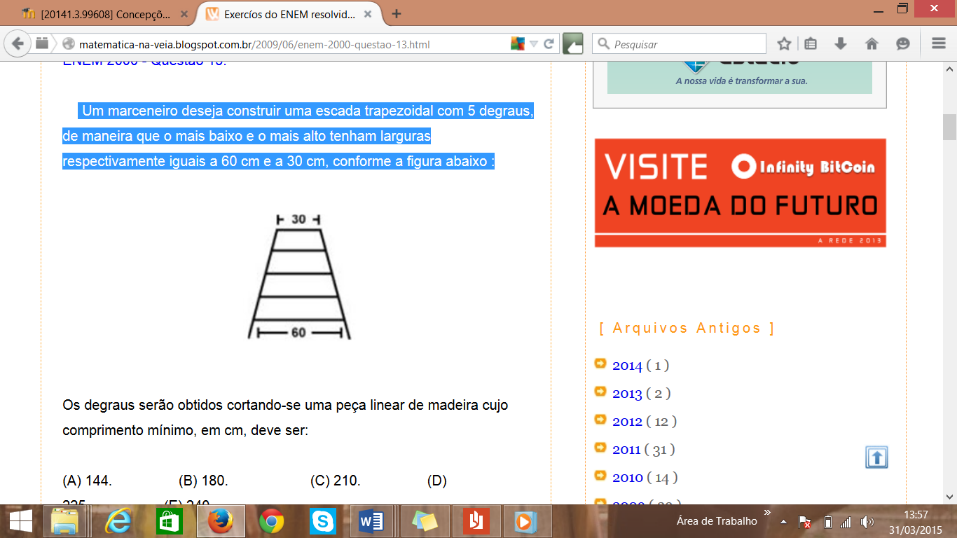 [20141.3.99608] Concepçõ...
Exercíos do ENEM resolvid...
matematica-na-veia.blogspot.com.br/2009/06/enem-2000-questao-13.html
Pesquisar
ENEM 2000 - Questão 13.
Um marceneiro deseja construir uma escada trapezoidal com 5 degraus,
de maneira que o mais baixo e o mais alto tenham larguras
respectivamente iguais a 60 cm e a 30 cm, conforme a figura abaixo :
30
60
Os degraus serão obtidos cortando-se uma peça linear de madeira cujo
comprimento mínimo, em cm, deve ser:
(A) 144. (B) 180. (C) 210. (D)
A nossa vida é transformar a sua.
VISITE Infinity BitCoin
A MOEDA DO FUTURO
A REDE 2013
[ Arquivos Antigos ]
2014 ( 1 )
2013 ( 2 )
2012 ( 12 )
2011 ( 31 )
2010 ( 14 )
Área de Trabalho
13:57
31/03/2015